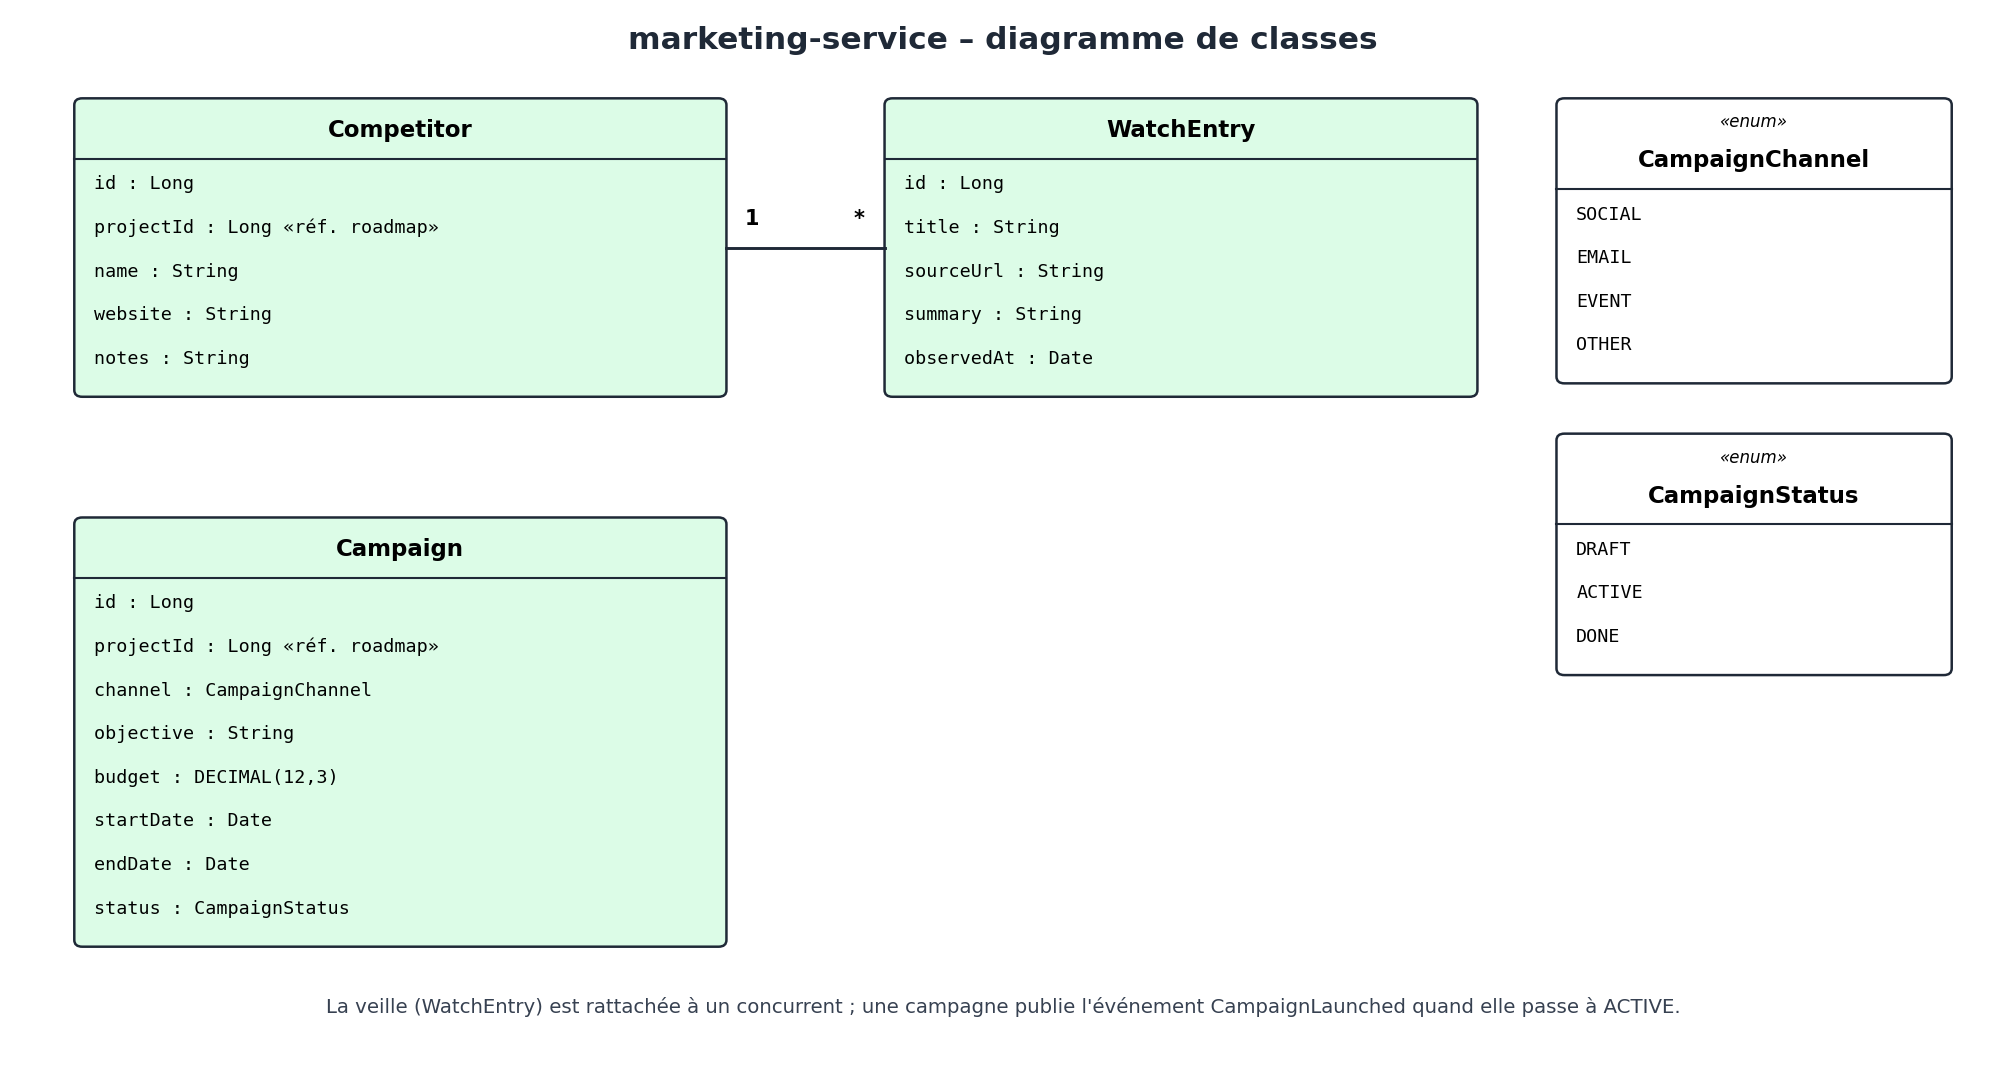 marketing-service – diagramme de classes
Competitor
id : Long
projectId : Long «réf. roadmap»
name : String
website : String
notes : String
1
*
WatchEntry
id : Long
title : String
sourceUrl : String
summary : String
observedAt : Date
«enum»
CampaignChannel
SOCIAL
EMAIL
EVENT
OTHER
«enum»
CampaignStatus
DRAFT
ACTIVE
DONE
Campaign
id : Long
projectId : Long «réf. roadmap»
channel : CampaignChannel
objective : String
budget : DECIMAL(12,3)
startDate : Date
endDate : Date
status : CampaignStatus
La veille (WatchEntry) est rattachée à un concurrent ; une campagne publie l'événement CampaignLaunched quand elle passe à ACTIVE.